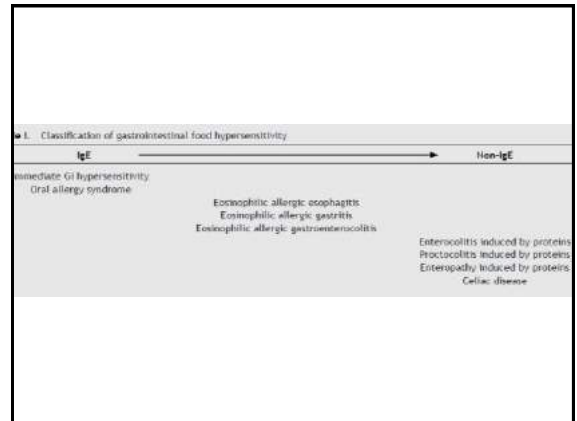 e I. Classification of gastrointestinal food hypersensitivity
IgE Non-IgE
mmediate GI hypersensitivity
Oral allergy syndrome
Eosinophilic allergic esophagitis
Eosinophilic allergic gastritis
Eosinophilic allergic gastroenterocolitis
Enterocolitis induced by proteins
Proctocolitis induced by proteins
Enteropathy induced by proteins
Celiac disease